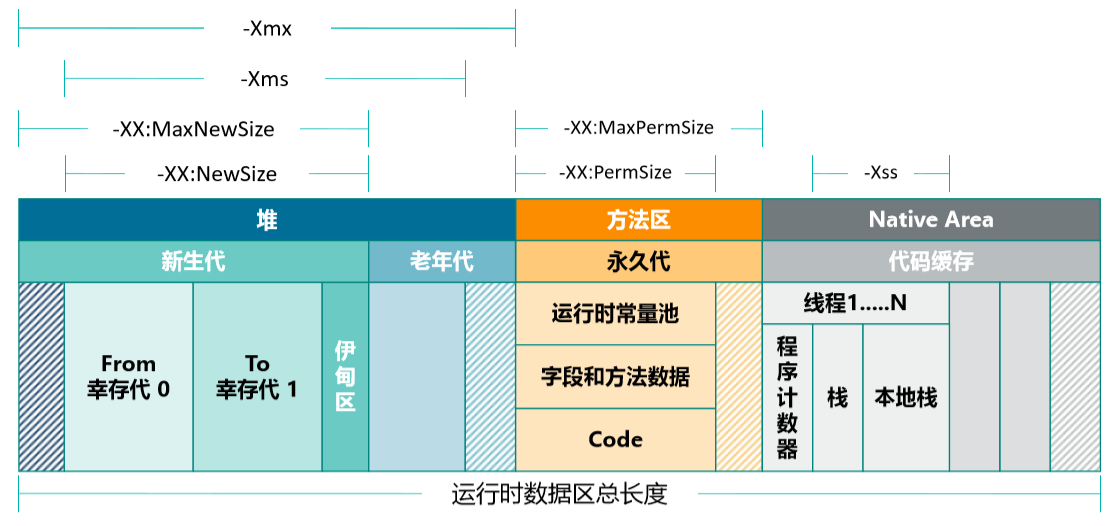 -Xmx
-Xms
-XX:MaxNewSize
-XX:MaxPermSize
-XX:NewSize
-XX:PermSize
-Xss
堆
方法区
Native Area
新生代
老年代
永久代
代码缓存
From
幸存代 0
To
幸存代 1
伊
甸
区
运行时常量池
字段和方法数据
Code
线程1.....N
程
序
计
数
器
栈
本地栈
运行时数据区总长度